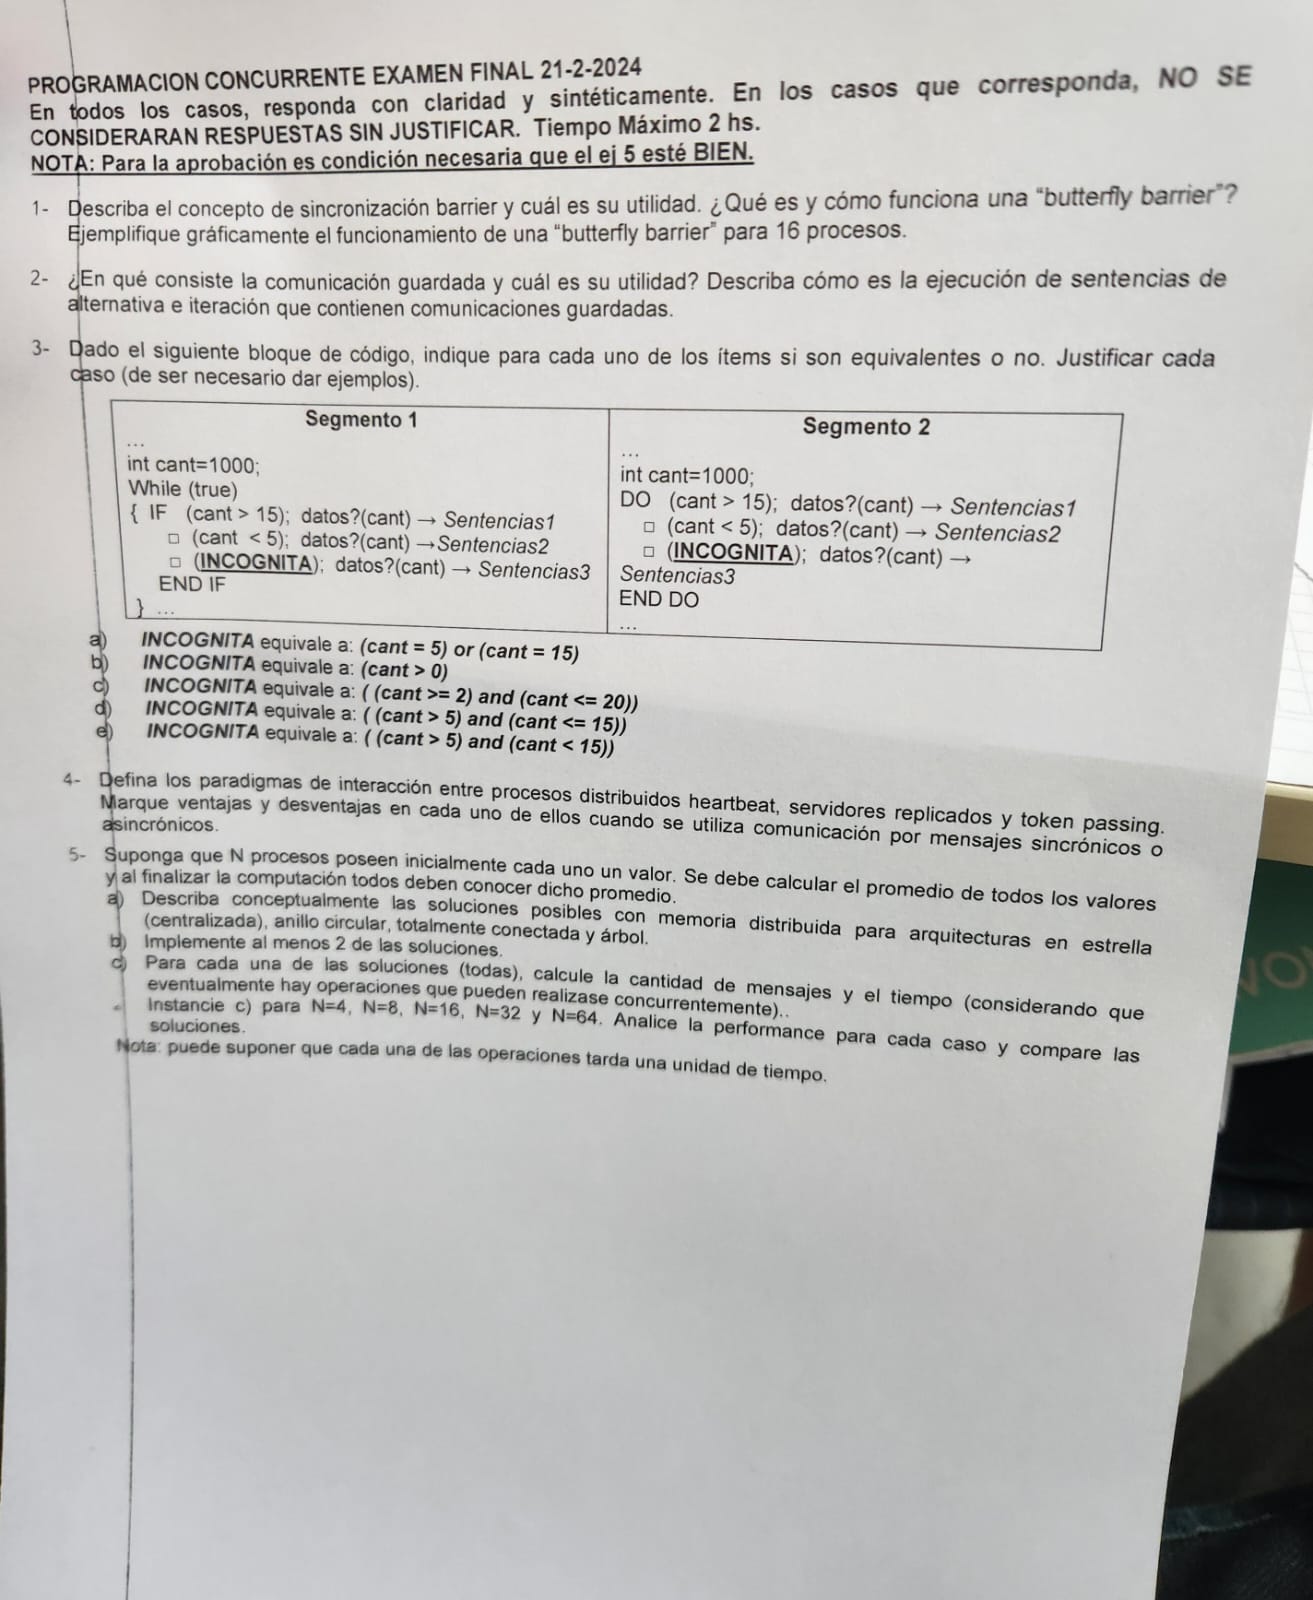 PROGRAMACION CONCURRENTE EXAMEN FINAL 21-2-2024
En todos los casos, responda con claridad y sintéticamente. En los casos que corresponda, NO SE
CONSIDERARAN RESPUESTAS SIN JUSTIFICAR. Tiempo Máximo 2 hs.
NOTA: Para la aprobación es condición necesaria que el ej 5 esté BIEN.
1- Describa el concepto de sincronización barrier y cuál es su utilidad. ¿Qué es y cómo funciona una “butterfly barrier”?
Ejemplifique gráficamente el funcionamiento de una “butterfly barrier” para 16 procesos.
2- ¿En qué consiste la comunicación guardada y cuál es su utilidad? Describa cómo es la ejecución de sentencias de
alternativa e iteración que contienen comunicaciones guardadas.
3- Dado el siguiente bloque de código, indique para cada uno de los ítems si son equivalentes o no. Justificar cada
caso (de ser necesario dar ejemplos).
Segmento 1
...
int cant=1000;
While (true)
{ IF (cant > 15); datos?(cant) → Sentencias1
□ (cant < 5); datos?(cant) →Sentencias2
□ (INCOGNITA); datos?(cant) → Sentencias3
END IF
} ...
Segmento 2
...
int cant=1000;
DO (cant > 15); datos?(cant) → Sentencias1
□ (cant < 5); datos?(cant) → Sentencias2
□ (INCOGNITA); datos?(cant) →
Sentencias3
END DO
...
a) INCOGNITA equivale a: (cant = 5) or (cant = 15)
b) INCOGNITA equivale a: (cant > 0)
c) INCOGNITA equivale a: ( (cant >= 2) and (cant <= 20))
d) INCOGNITA equivale a: ( (cant > 5) and (cant <= 15))
e) INCOGNITA equivale a: ( (cant > 5) and (cant < 15))
4- Defina los paradigmas de interacción entre procesos distribuidos heartbeat, servidores replicados y token passing.
Marque ventajas y desventajas en cada uno de ellos cuando se utiliza comunicación por mensajes sincrónicos o
asincrónicos.
5- Suponga que N procesos poseen inicialmente cada uno un valor. Se debe calcular el promedio de todos los valores
y al finalizar la computación todos deben conocer dicho promedio.
a) Describa conceptualmente las soluciones posibles con memoria distribuida para arquitecturas en estrella
(centralizada), anillo circular, totalmente conectada y árbol.
b) Implemente al menos 2 de las soluciones.
c) Para cada una de las soluciones (todas), calcule la cantidad de mensajes y el tiempo (considerando que
eventualmente hay operaciones que pueden realizase concurrentemente)..
Instancie c) para N=4, N=8, N=16, N=32 y N=64. Analice la performance para cada caso y compare las
soluciones.
Nota: puede suponer que cada una de las operaciones tarda una unidad de tiempo.